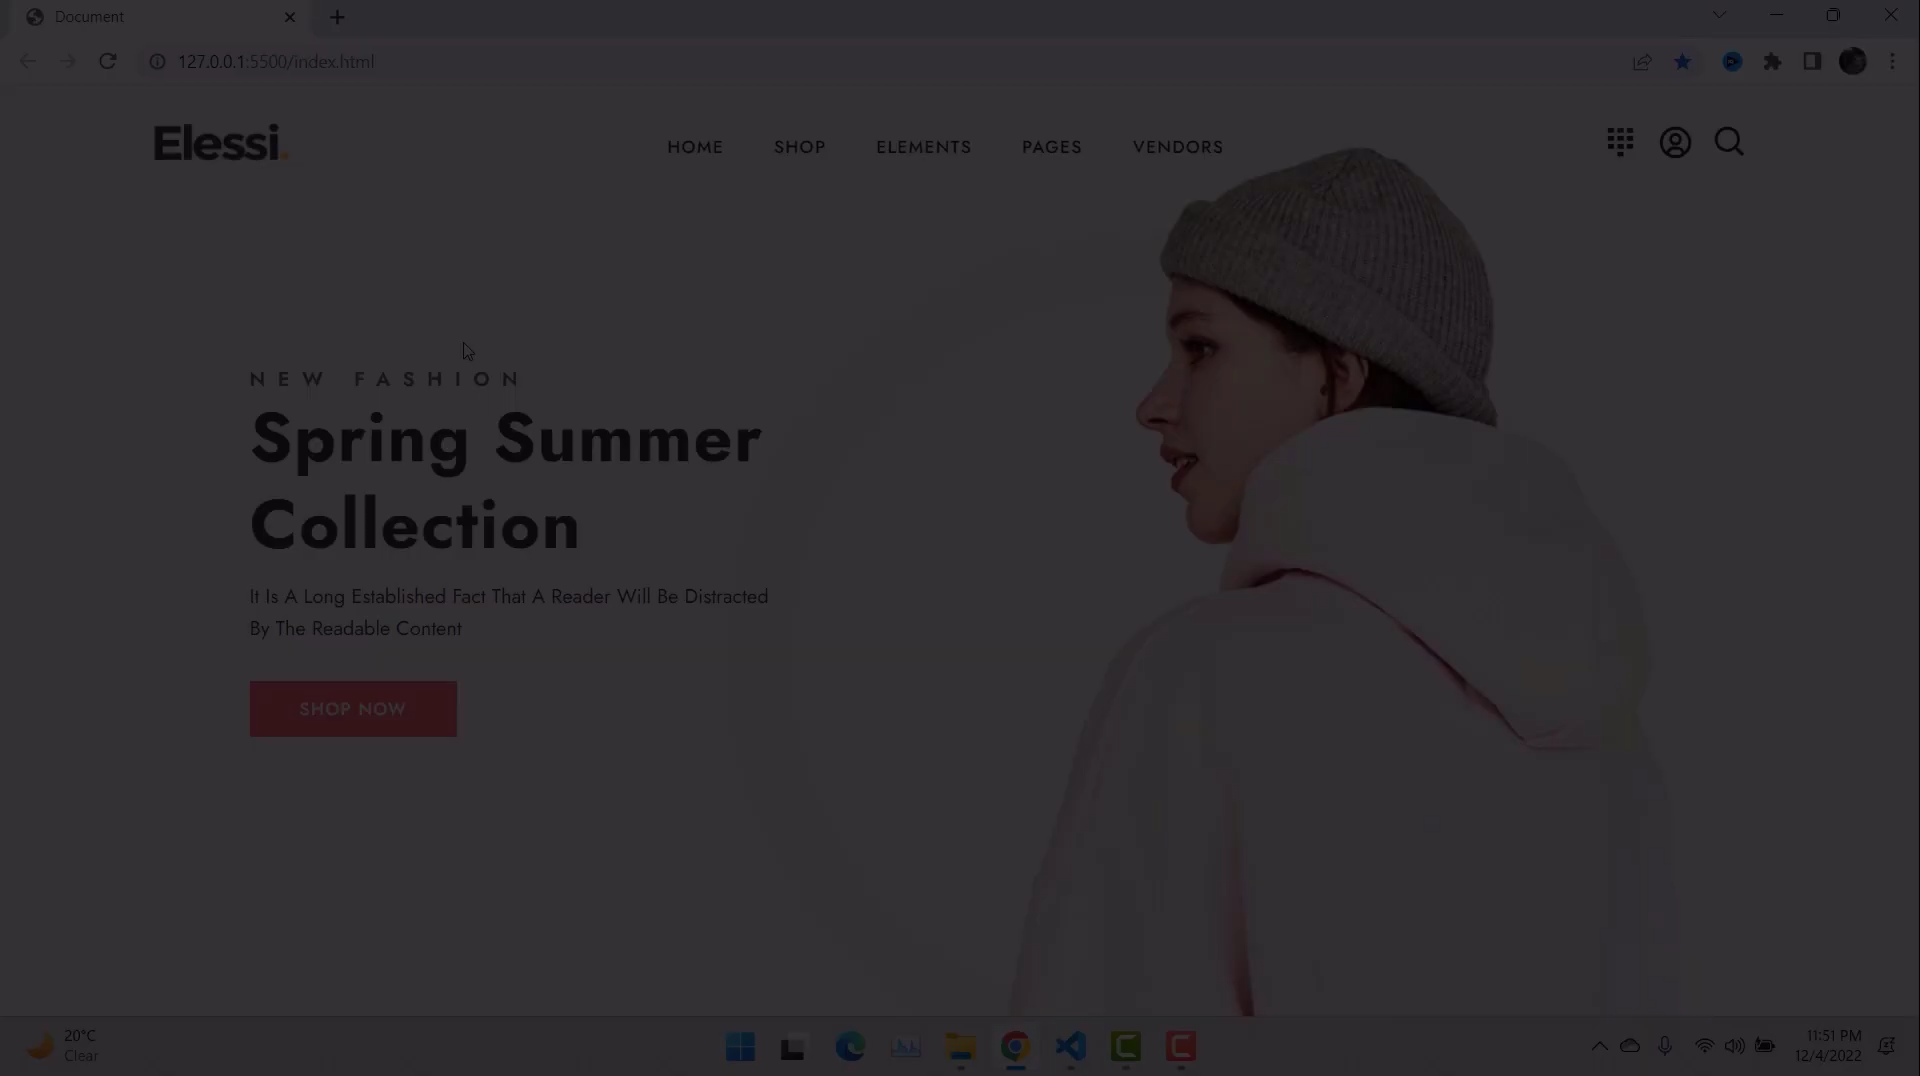 Document
127.0.0.1:5500/index.html
Elessi.
HOME
SHOP
ELEMENTS
PAGES
VENDORS
NEW FASHION
Spring Summer
Collection
It Is A Long Established Fact That A Reader Will Be Distracted
By The Readable Content
SHOP NOW
20°C
Clear
11:51 PM
12/4/2022